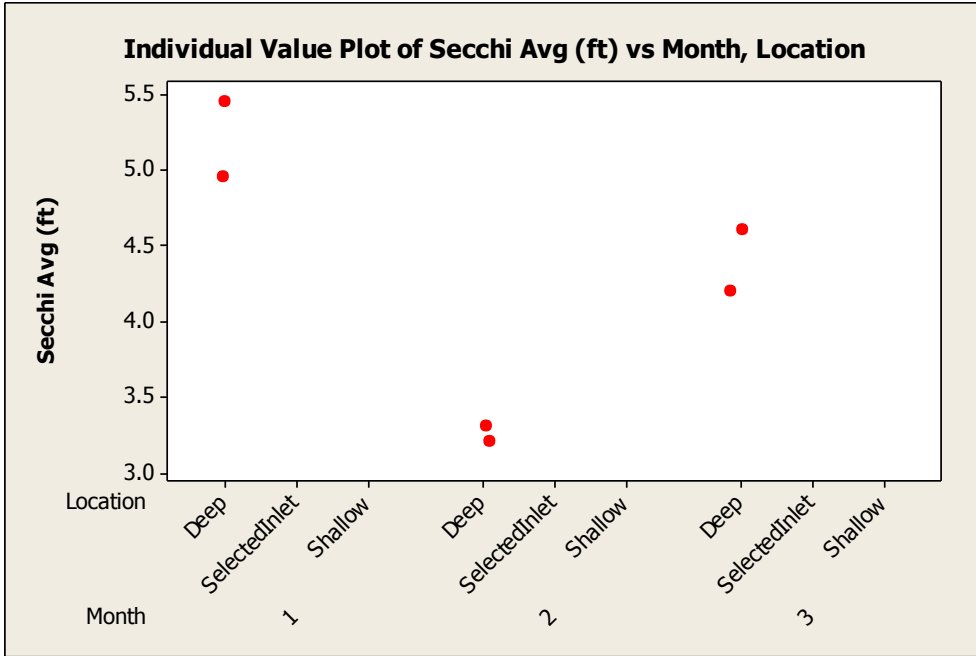 Individual Value Plot of Secchi Avg (ft) vs Month, Location
Secchi Avg (ft)
5.5
5.0
4.5
4.0
3.5
3.0
Location
Deep
SelectedInlet
Shallow
Deep
SelectedInlet
Shallow
Deep
SelectedInlet
Shallow
Month
1
2
3